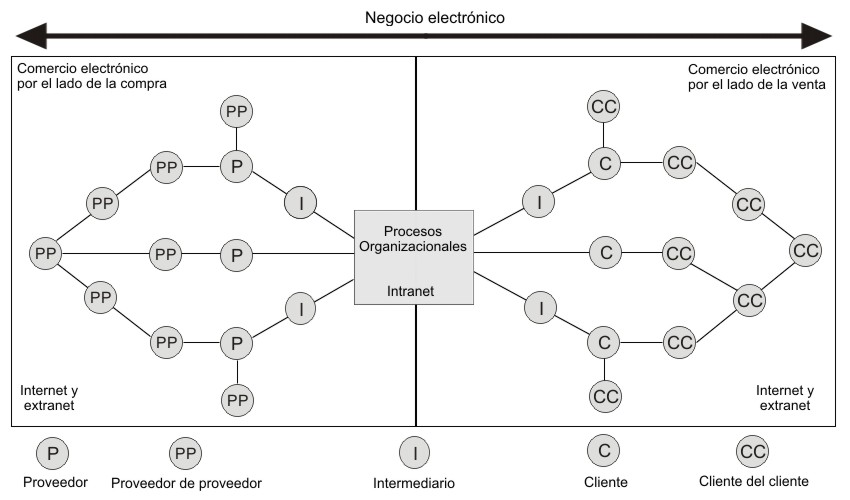 Negocio electrónico
Comercio electrónico
por el lado de la compra
Comercio electrónico
por el lado de la venta
PP
CC
PP
P
C
CC
PP
I
I
CC
Procesos
Organizacionales
PP
PP
P
C
CC
CC
Intranet
PP
I
I
CC
PP
P
C
CC
PP
CC
Internet y
extranet
Internet y
extranet
P
PP
I
C
CC
Proveedor
Proveedor de proveedor
Intermediario
Cliente
Cliente del cliente